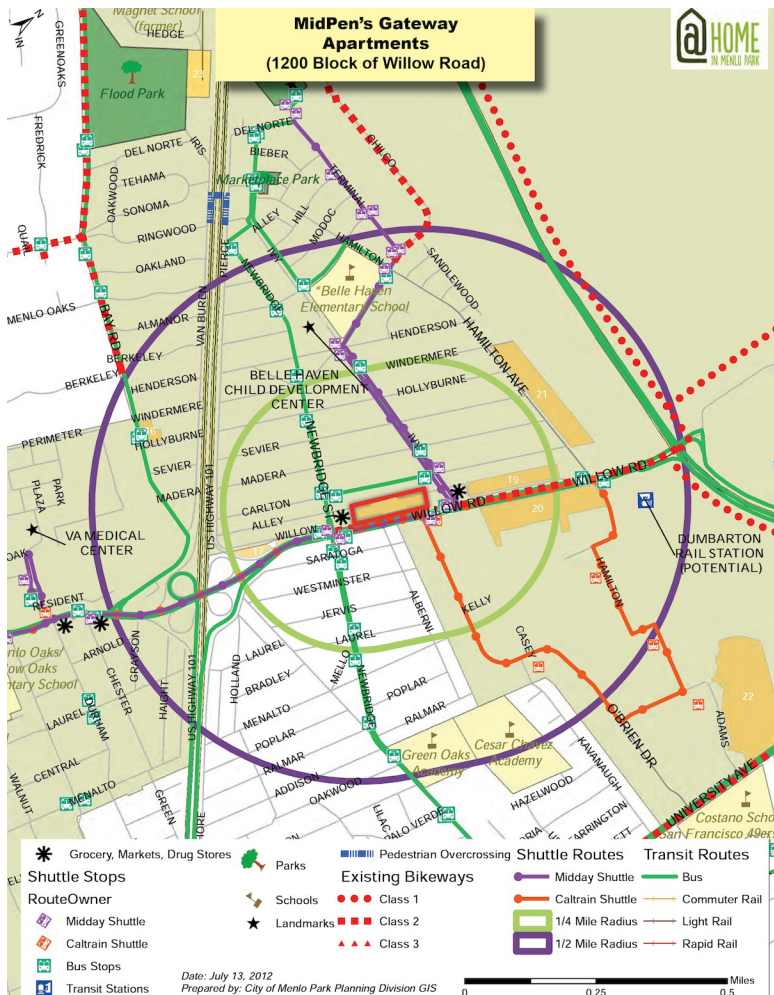 MidPen's Gateway
Apartments
(1200 Block of Willow Road)
@ HOME
IN MENLO PARK
N
Magnet School
(former)
HEDGE
GREENOAKS
Flood Park
23
FREDRICK
IRIS
DEL NORTE
BIEBER
DEL NORTE
CHILCO
TERMINAL
OAKWOOD
TEHAMA
Marketplace Park
SONOMA
QUAIL
RINGWOOD
PIERCE
ALLEY
HILL
MODOC
HAMILTON
OAKLAND
IVY
SANDLEWOOD
NEWBRIDGE
*Belle Haven
Elementary School
MENLO OAKS
BAY RD
ALMANOR
VAN BUREN
HENDERSON
HAMILTON AVE
BERKELEY
BERKELEY
WINDERMERE
BELLE HAVEN
CHILD DEVELOPMENT
CENTER
HENDERSON
HOLLYBURNE
21
WINDERMERE
PERIMETER
HOLLYBURNE
NEWBRIDGE ST
IVY
SEVIER
SEVIER
PLAZA
PARK
MADERA
MADERA
US HIGHWAY 101
19
WILLOW RD
CARLTON
ALLEY
WILLOW RD
20
VA MEDICAL
CENTER
WILLOW
17
DUMBARTON
RAIL STATION
(POTENTIAL)
OAK
SARATOGA
WESTMINSTER
RESIDENT
HAMILTON
JERVIS
ALBERNI
KELLY
ARNOLD
LAUREL
CASEY
GRAYSON
LAUREL
HOLLAND
MELLO
CHESTER
HAIGHT
US HIGHWAY 101
BRADLEY
NEWBRIDGE
POPLAR
22
LAUREL
DURHAM
MENALTO
RALMAR
ADAMS
POPLAR
O'BRIEN DR
CENTRAL
RALMAR
Green Oaks
Academy
Cesar Chavez
Academy
KAVANAUGH
WALNUT
MENALTO
ADDISON
OAKWOOD
HAZELWOOD
UNIVERSITY AVE
GREEN
LILAC
PALO VERDE
Grocery, Markets, Drug Stores
Shuttle Stops
RouteOwner
Midday Shuttle
Caltrain Shuttle
Bus Stops
Transit Stations
Parks
Schools
Landmarks
Pedestrian Overcrossing
Existing Bikeways
Class 1
Class 2
Class 3
Shuttle Routes
Midday Shuttle
Caltrain Shuttle
1/4 Mile Radius
1/2 Mile Radius
Transit Routes
Bus
Commuter Rail
Light Rail
Rapid Rail
Date: July 13, 2012
Prepared by: City of Menlo Park Planning Division GIS
Miles
0
0.25
0.5